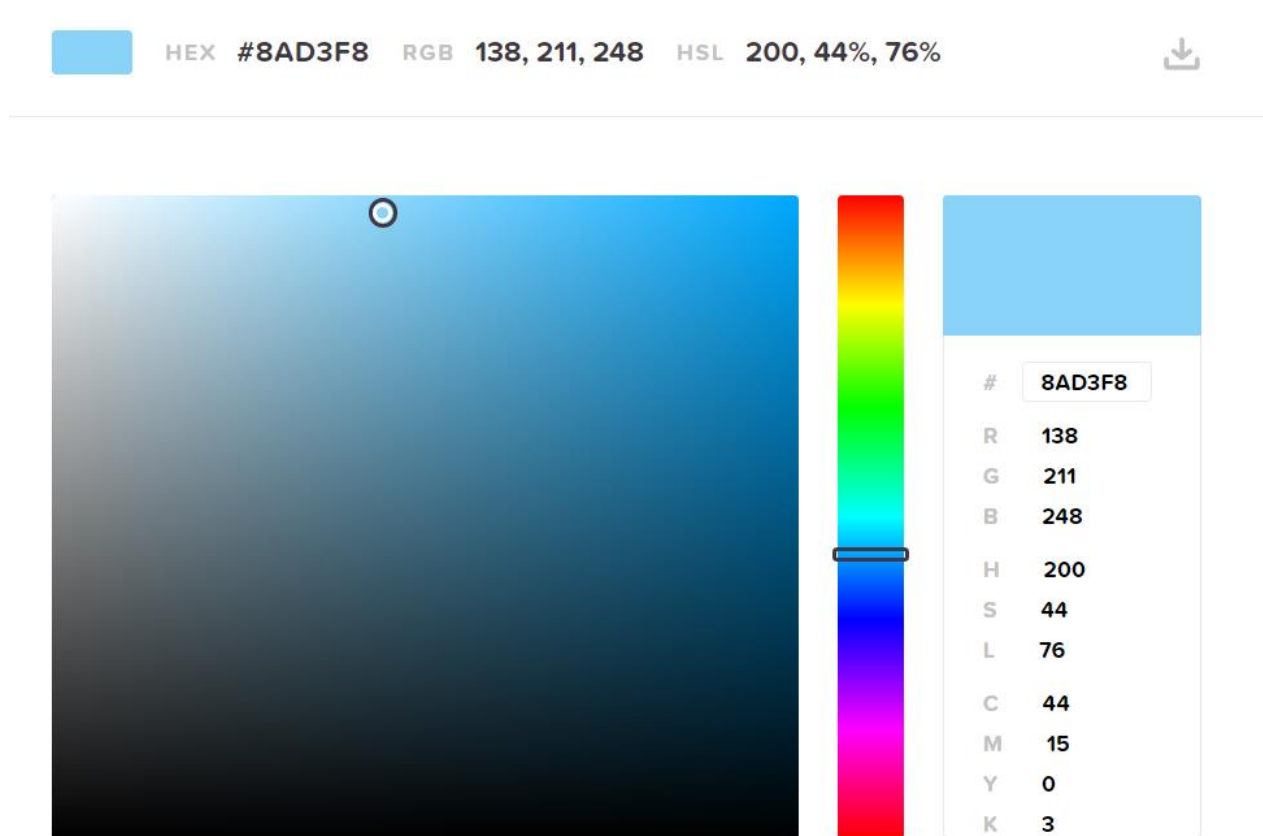 HEX #8AD3F8 RGB 138, 211, 248 HSL 200, 44%, 76%
# 8AD3F8
R 138
G 211
B 248
H 200
S 44
L 76
C 44
M 15
Y 0
K 3